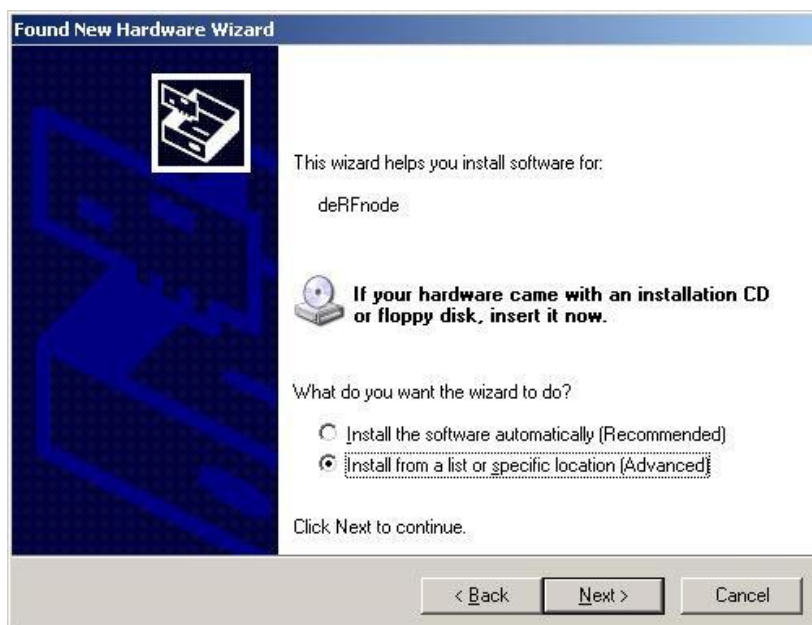 Found New Hardware Wizard
This wizard helps you install software for:
deRFnode
If your hardware came with an installation CD
or floppy disk, insert it now.
What do you want the wizard to do?
Install the software automatically (Recommended)
Install from a list or specific location (Advanced)
Click Next to continue.
< Back Next > Cancel